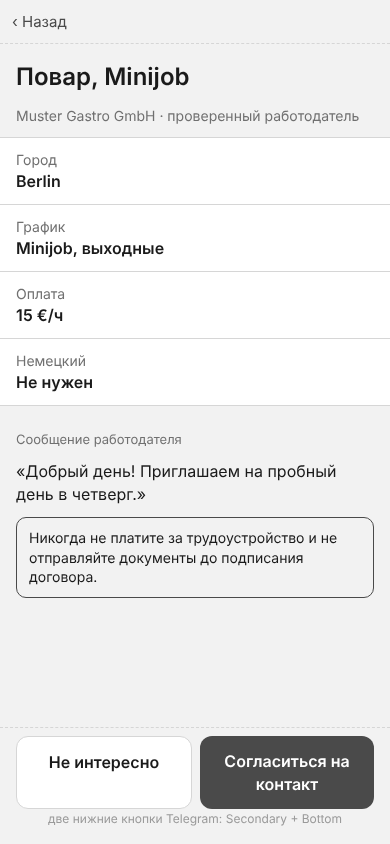 ‹ Назад
Повар, Minijob
Muster Gastro GmbH · проверенный работодатель
Город
Berlin
График
Minijob, выходные
Оплата
15 €/ч
Немецкий
Не нужен
Сообщение работодателя
«Добрый день! Приглашаем на пробный
день в четверг.»
Никогда не платите за трудоустройство и не
отправляйте документы до подписания
договора.
Не интересно
Согласиться на
контакт
две нижние кнопки Telegram: Secondary + Bottom